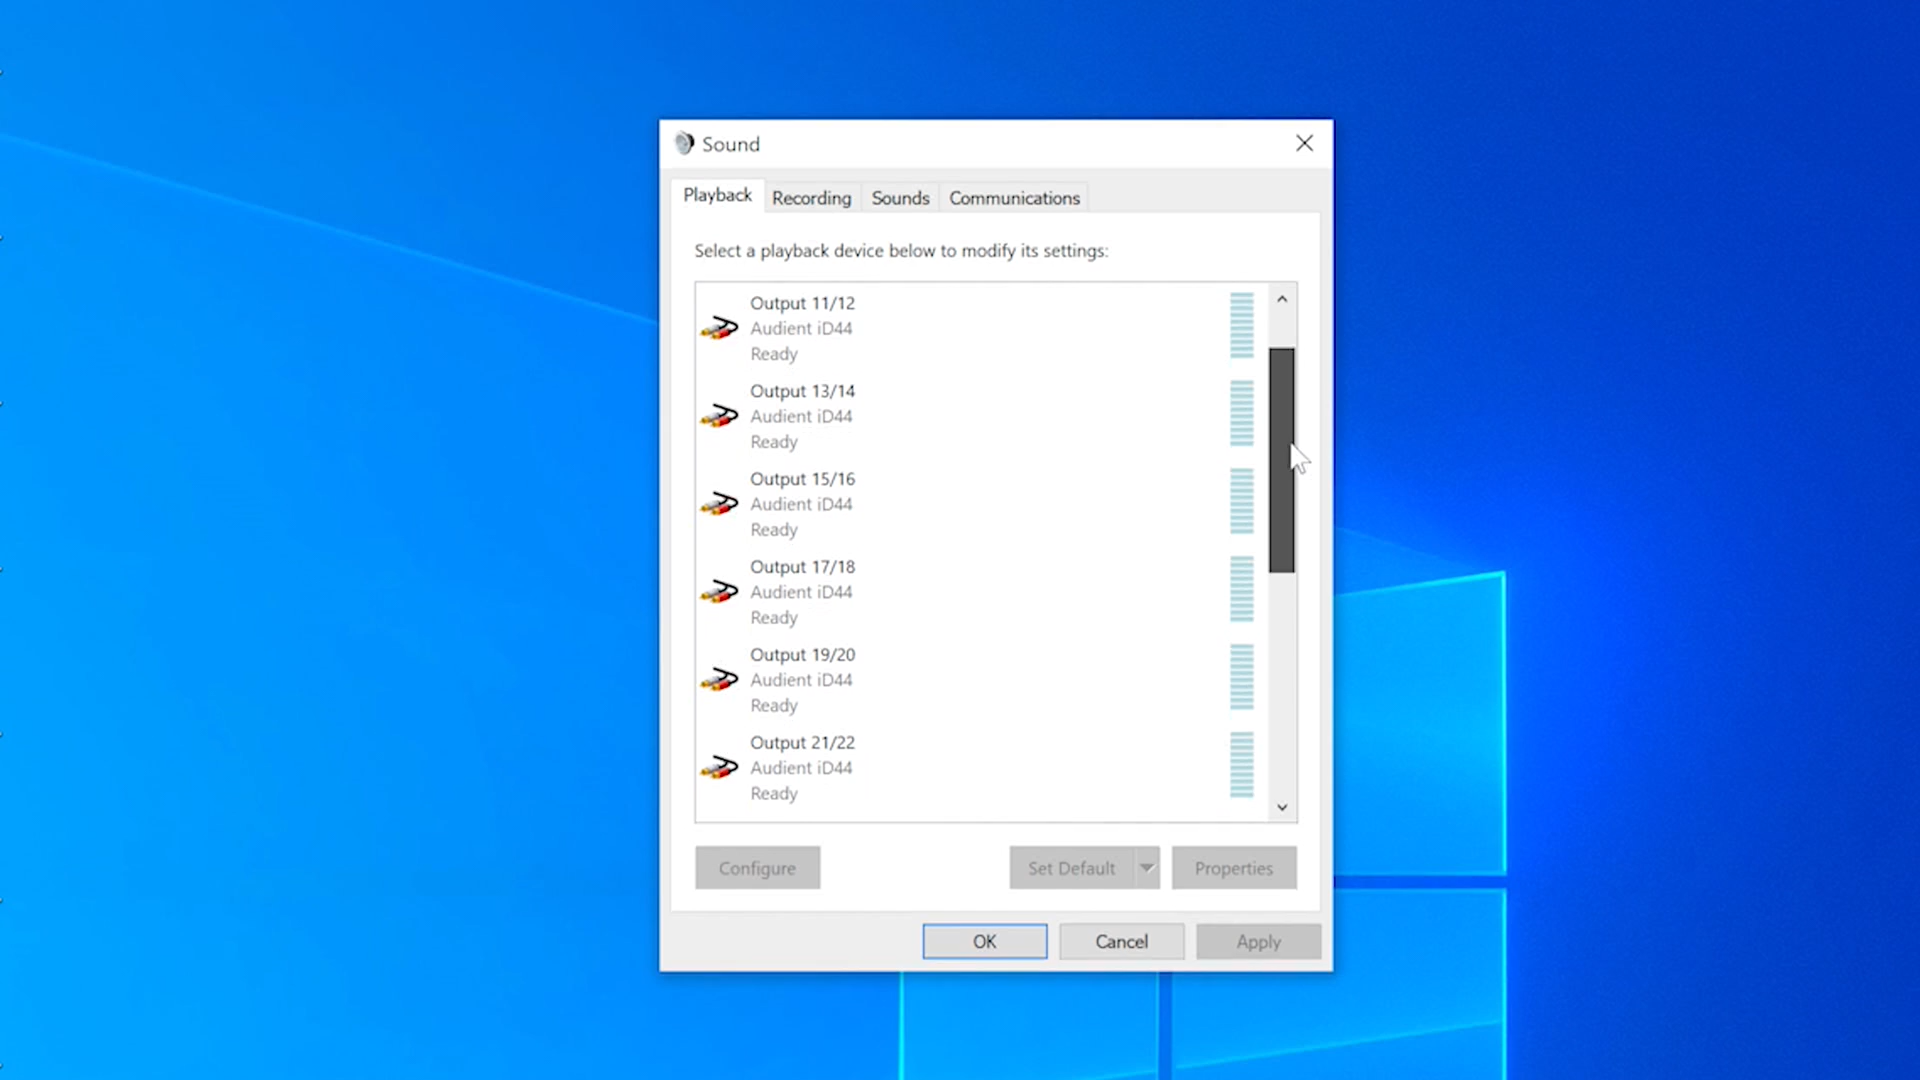 Sound
Playback
Recording
Sounds
Communications
Select a playback device below to modify its settings:
Output 11/12
Audient iD44
Ready
Output 13/14
Audient iD44
Ready
Output 15/16
Audient iD44
Ready
Output 17/18
Audient iD44
Ready
Output 19/20
Audient iD44
Ready
Output 21/22
Audient iD44
Ready
Configure
Set Default
Properties
OK
Cancel
Apply